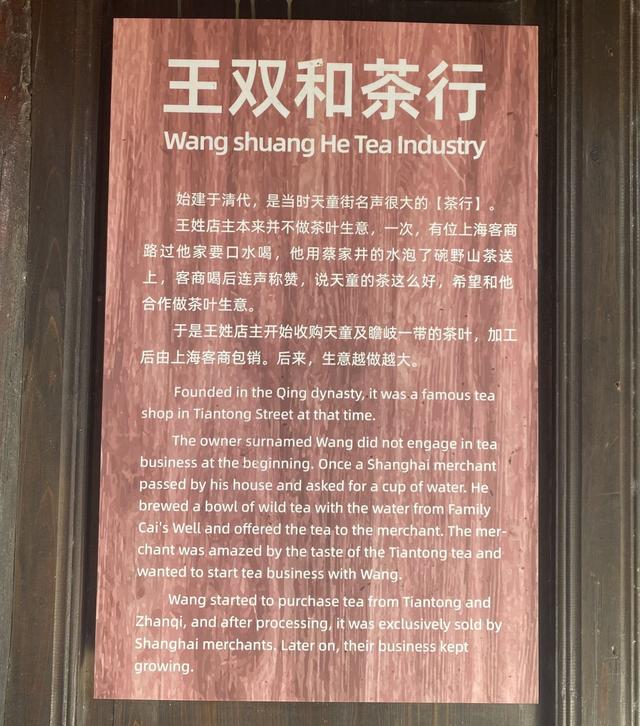 王双和茶行
Wang shuang He Tea Industry
始建于清代，是当时天童街名声很大的【茶行】。
王姓店主本来并不做茶叶生意，一次，有位上海客商
路过他家要口水喝，他用蔡家井的水泡了碗野山茶送
上，客商喝后连声称赞，说天童的茶这么好，希望和他
合作做茶叶生意。
于是王姓店主开始收购天童及瞻岐一带的茶叶，加工
后由上海客商包销。后来，生意越做越大。
Founded in the Qing dynasty, it was a famous tea
shop in Tiantong Street at that time.
The owner surnamed Wang did not engage in tea
business at the beginning. Once a Shanghai merchant
passed by his house and asked for a cup of water. He
brewed a bowl of wild tea with the water from Family
Cai's Well and offered the tea to the merchant. The mer-
chant was amazed by the taste of the Tiantong tea and
wanted to start tea business with Wang.
Wang started to purchase tea from Tiantong and
Zhanqi, and after processing, it was exclusively sold by
Shanghai merchants. Later on, their business kept
growing.